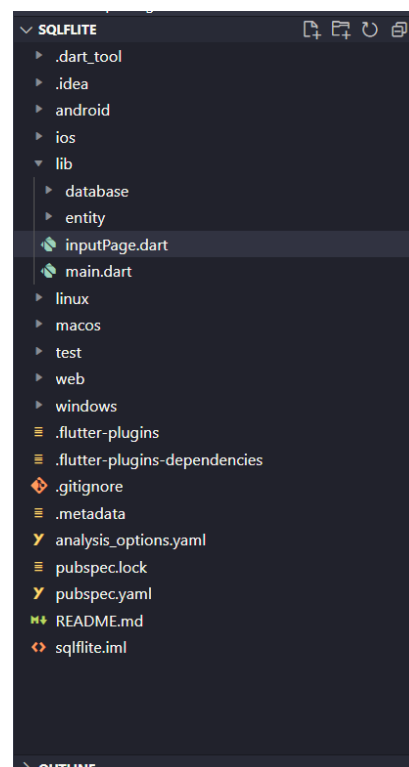 SQLFLITE
.dart_tool
.idea
android
ios
lib
database
entity
inputPage.dart
main.dart
linux
macos
test
web
windows
.flutter-plugins
.flutter-plugins-dependencies
.gitignore
.metadata
analysis_options.yaml
pubspec.lock
pubspec.yaml
README.md
sqlflite.iml
OUTLINE